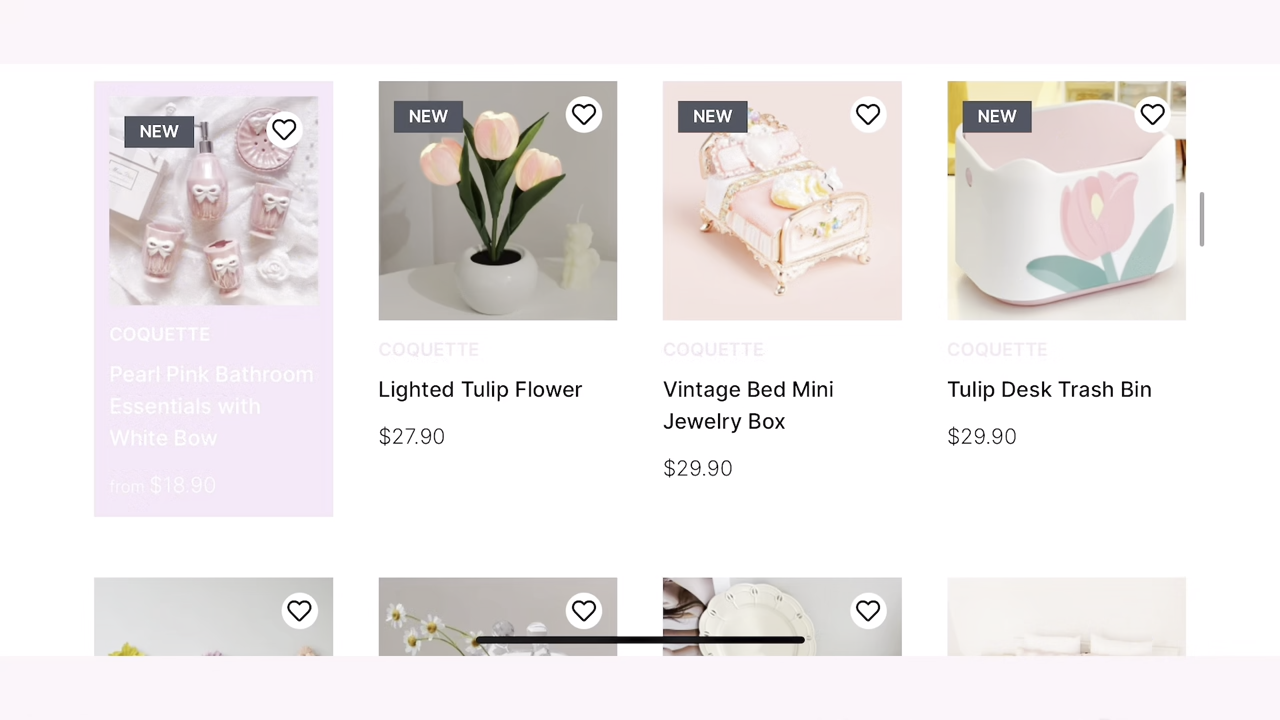 NEW
COQUETTE
Pearl Pink Bathroom
Essentials with
White Bow
from $18.90
NEW
COQUETTE
Lighted Tulip Flower
$27.90
NEW
COQUETTE
Vintage Bed Mini
Jewelry Box
$29.90
NEW
COQUETTE
Tulip Desk Trash Bin
$29.90